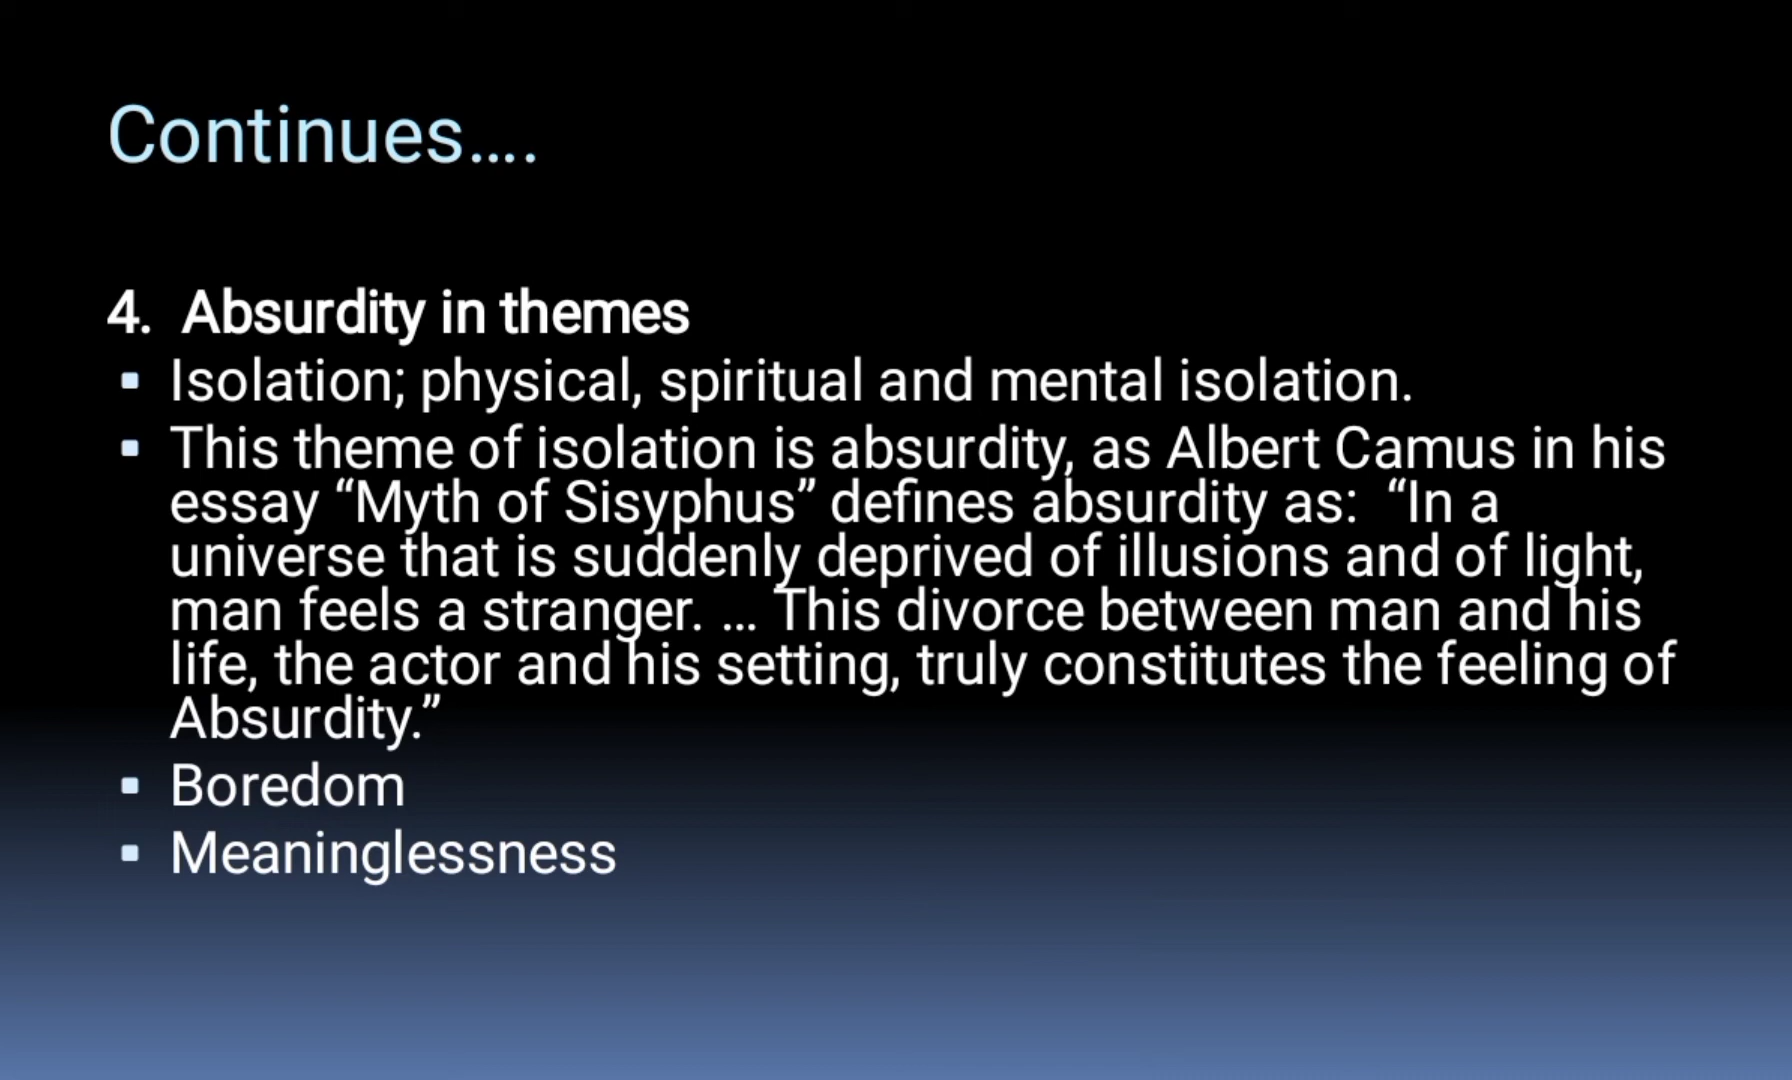 Continues....
4. Absurdity in themes
▪ Isolation; physical, spiritual and mental isolation.
▪ This theme of isolation is absurdity, as Albert Camus in his
essay “Myth of Sisyphus” defines absurdity as: “In a
universe that is suddenly deprived of illusions and of light,
man feels a stranger. ... This divorce between man and his
life, the actor and his setting, truly constitutes the feeling of
Absurdity.”
▪ Boredom
▪ Meaninglessness